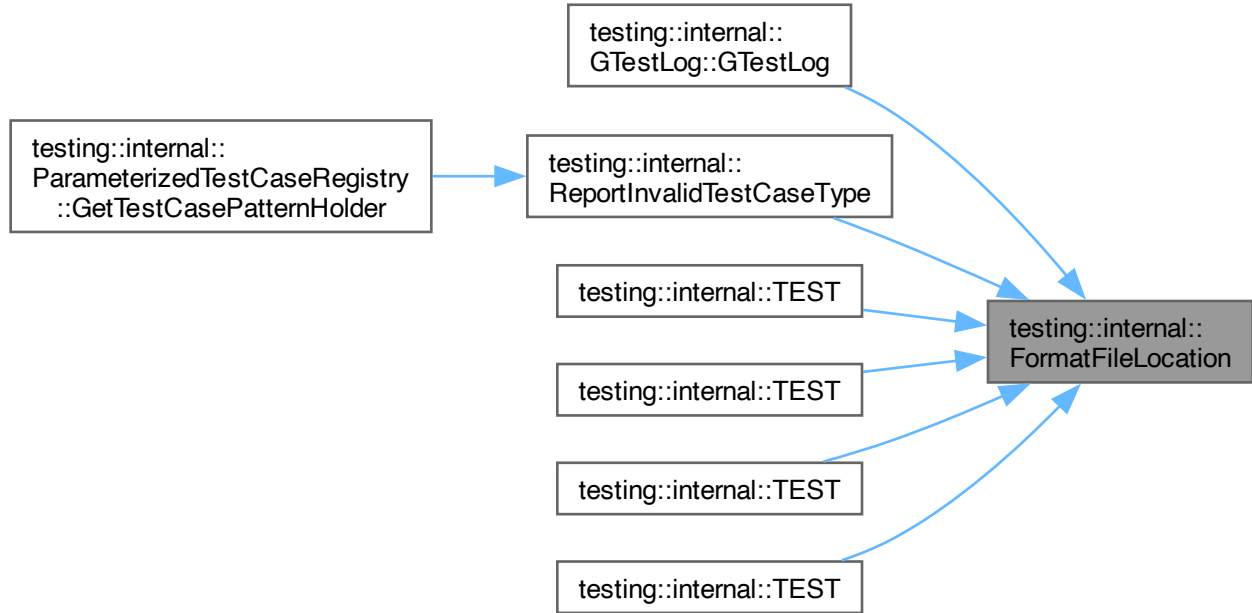 testing::internal::
GTestLog::GTestLog
testing::internal::
ParameterizedTestCaseRegistry
::GetTestCasePatternHolder
testing::internal::
ReportInvalidTestCaseType
testing::internal::TEST
testing::internal::TEST
testing::internal::TEST
testing::internal::TEST
testing::internal::
FormatFileLocation